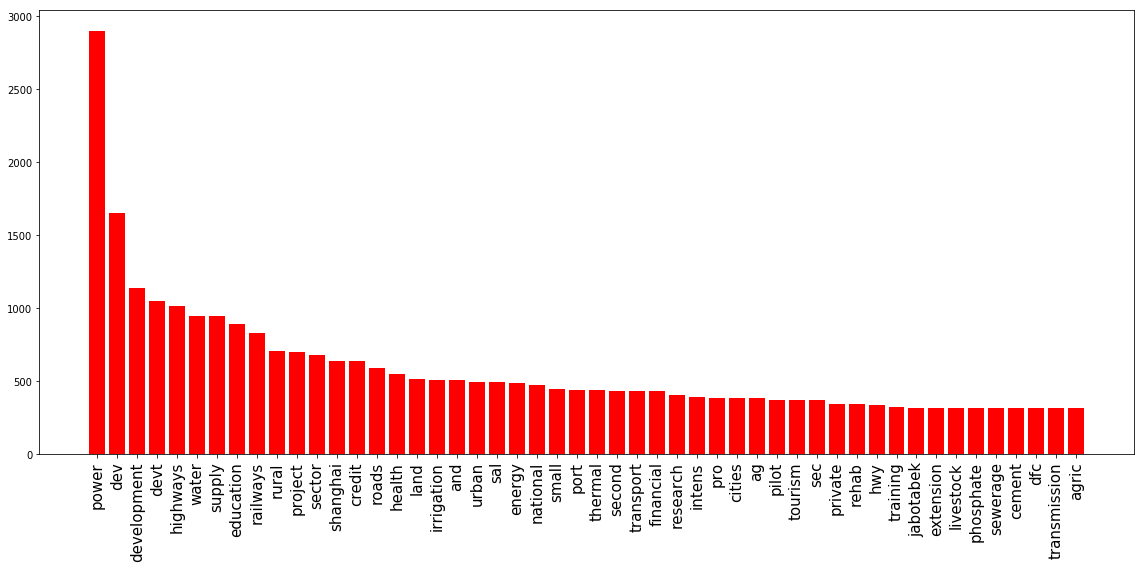 3000
2500
2000
1500
1000
500
0
power
dev
development
devt
highways
water
supply
education
railways
rural
project
sector
shanghai
credit
roads
health
land
irrigation
and
urban
sal
energy
national
small
port
thermal
second
transport
financial
research
intens
pro
cities
ag
pilot
tourism
sec
private
rehab
hwy
training
jabotabek
extension
livestock
phosphate
sewerage
cement
dfc
transmission
agric